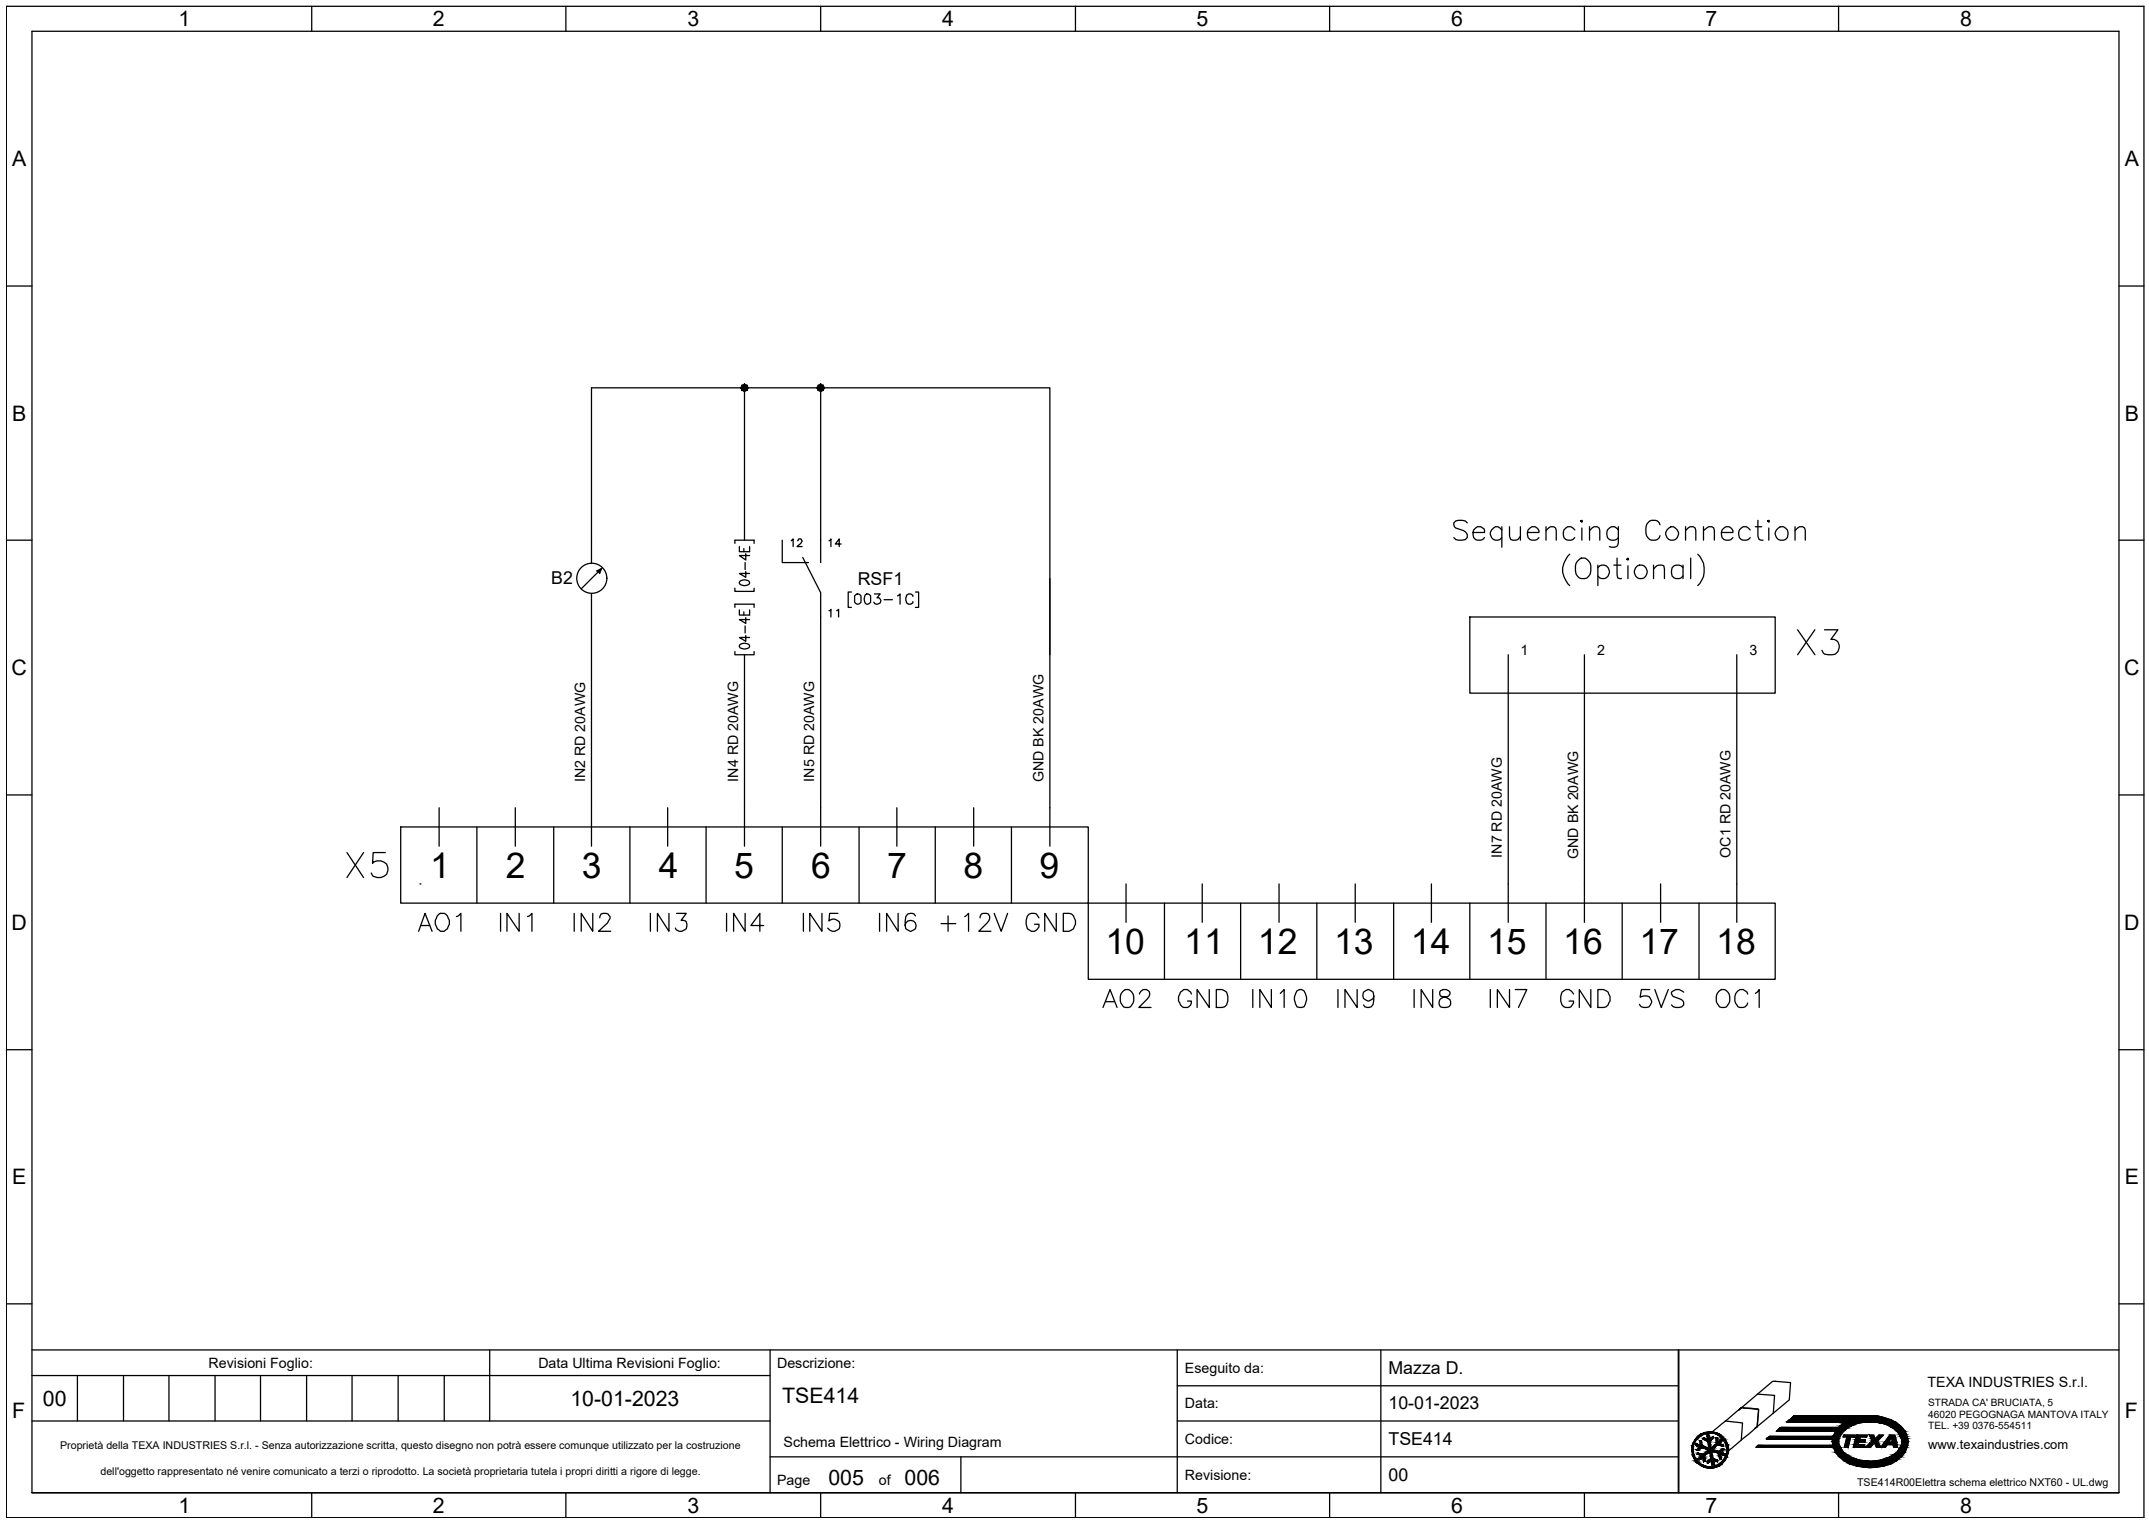 1 2 3 4 5 6 7 8
A A
B B
Sequencing Connection
(Optional)
12 14
[04-4E]
B2
RSF1
[003-1C]
[04-4E]
11
X3
1 2 3
C C
IN2 RD 20AWG
IN4 RD 20AWG
IN5 RD 20AWG
GND BK 20AWG
IN7 RD 20AWG
GND BK 20AWG
OC1 RD 20AWG
X5 1 2 3 4 5 6 7 8 9
AO1 IN1 IN2 IN3 IN4 IN5 IN6 +12V GND
D D
10 11 12 13 14 15 16 17 18
AO2 GND IN10 IN9 IN8 IN7 GND 5VS OC1
E E
F F
Revisioni Foglio:
00
Data Ultima Revisioni Foglio:
10-01-2023
Proprietà della TEXA INDUSTRIES S.r.l. - Senza autorizzazione scritta, questo disegno non potrà essere comunque utilizzato per la costruzione
dell'oggetto rappresentato né venire comunicato a terzi o riprodotto. La società proprietaria tutela i propri diritti a rigore di legge.
Descrizione:
TSE414
Schema Elettrico - Wiring Diagram
Page 005 of 006
Eseguito da: Mazza D.
Data: 10-01-2023
Codice: TSE414
Revisione: 00
TEXA
TEXA INDUSTRIES S.r.l.
STRADA CA' BRUCIATA, 5
46020 PEGOGNAGA MANTOVA ITALY
TEL. +39 0376-554511
www.texaindustries.com
TSE414R00Elettra schema elettrico NXT60 - UL.dwg
1 2 3 4 5 6 7 8